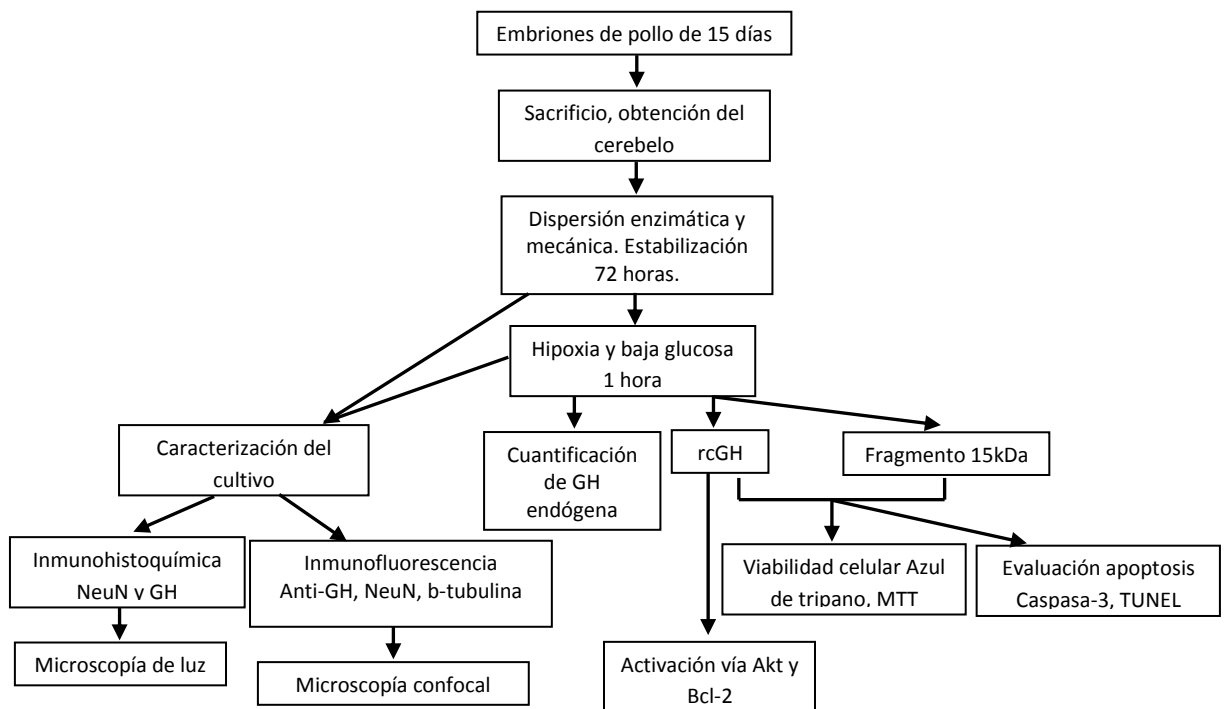 Embriones de pollo de 15 días
Sacrificio, obtención del
cerebelo
Dispersión enzimática y
mecánica. Estabilización
72 horas.
Hipoxia y baja glucosa
1 hora
Caracterización del
cultivo
Cuantificación
de GH
endógena
rcGH
Fragmento 15kDa
Inmunohistoquímica
NeuN y GH
Inmunofluorescencia
Anti-GH, NeuN, b-tubulina
Viabilidad celular Azul
de tripano, MTT
Evaluación apoptosis
Caspasa-3, TUNEL
Microscopía de luz
Microscopía confocal
Activación vía Akt y
Bcl-2